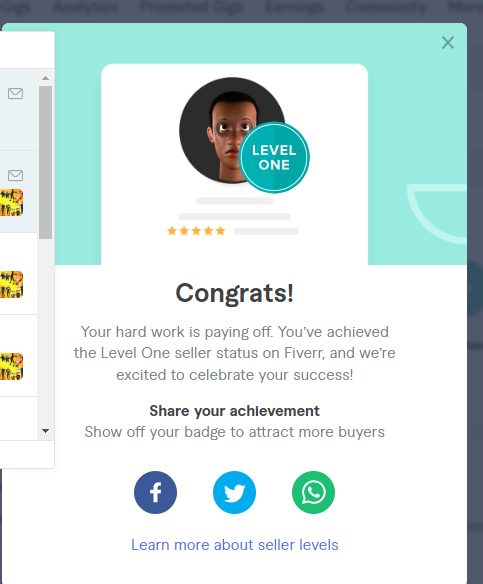 Gigs Analytics Promoted Gigs Earnings Community More
LEVEL
ONE
Congrats!
Your hard work is paying off. You've achieved
the Level One seller status on Fiverr, and we're
excited to celebrate your success!
Share your achievement
Show off your badge to attract more buyers
Learn more about seller levels